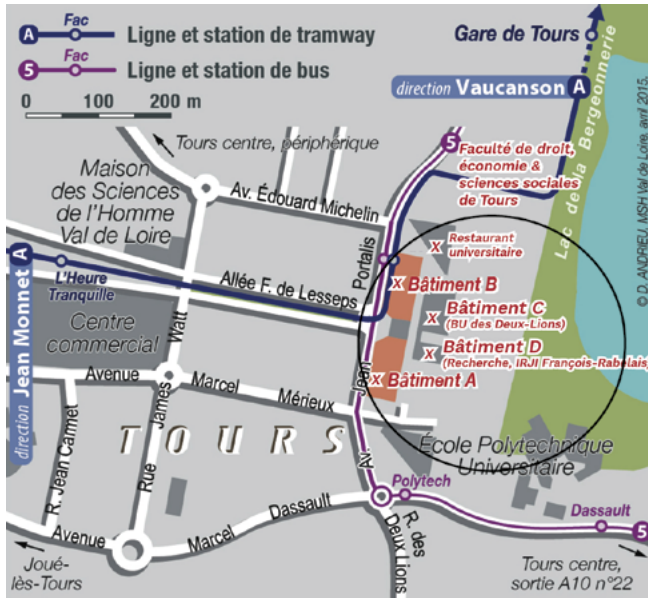 A Fac Ligne et station de tramway
5 Fac Ligne et station de bus
0 100 200 m
Gare de Tours
direction Vaucanson A
Lac de la Bergeonnerie
© D. ANDRIEU, MSH Val de Loire, avril 2015.
Tours centre, périphérique
5
Faculté de droit,
économie &
sciences sociales
de Tours
Maison
des Sciences
de l'Homme
Val de Loire
Av. Édouard Michelin
Portalis
X Restaurant
universitaire
A
L'Heure
Tranquille
Allée F. de Lesseps
X Bâtiment B
X Bâtiment C
(BU des Deux-Lions)
Centre
commercial
Watt
X Bâtiment D
(Recherche, IRJI François-Rabelais)
direction Jean Monnet
Avenue Marcel Mérieux
Jean
X Bâtiment A
James
R. Jean Carmet
TOURS
Av.
École Polytechnique
Universitaire
Rue
Polytech
Dassault
5
Avenue Marcel Dassault
R. des
Deux Lions
Joué-
lès-Tours
Tours centre,
sortie A10 n°22